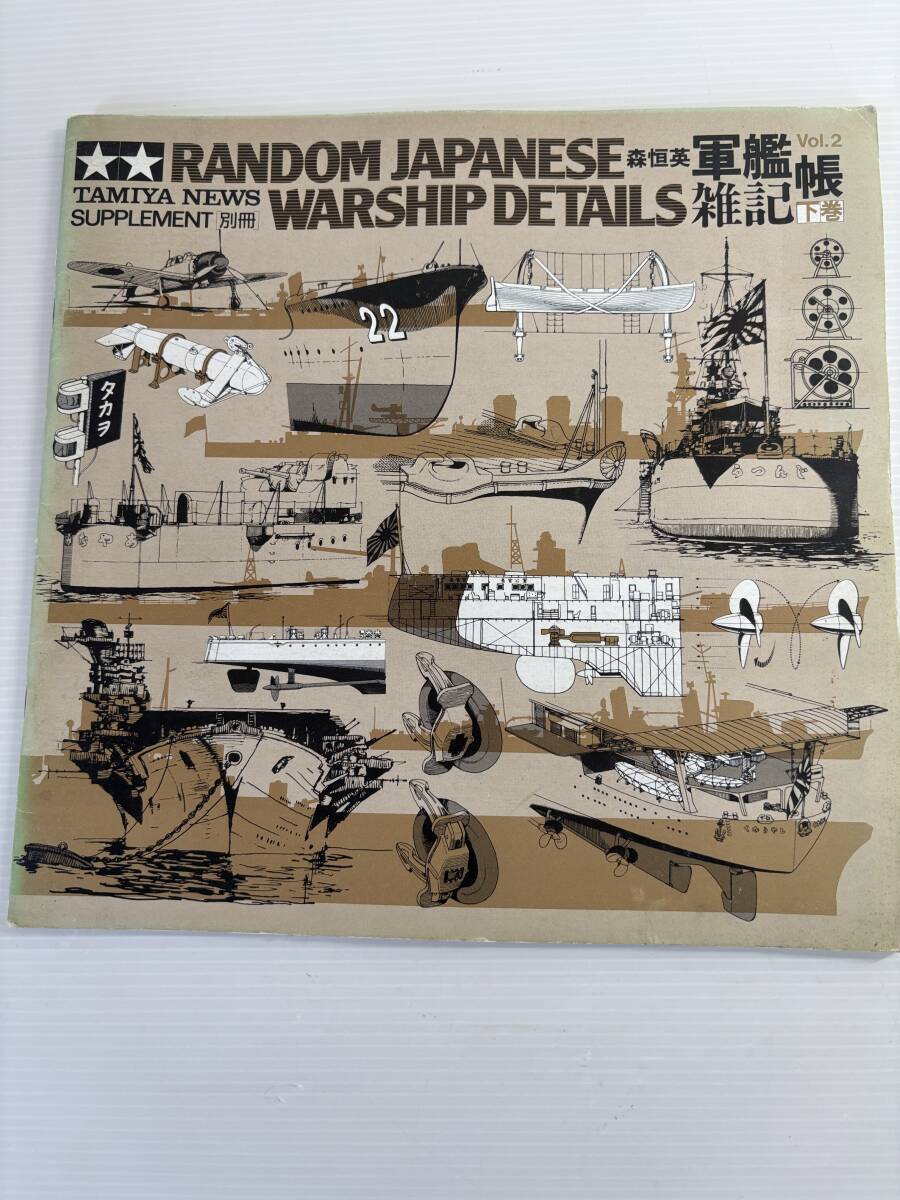 RANDOM JAPANESE
WARSHIP DETAILS
TAMIYA NEWS
SUPPLEMENT 別冊
森恒英
軍艦
雑記
帳
Vol.2
下巻
22
タカヲ